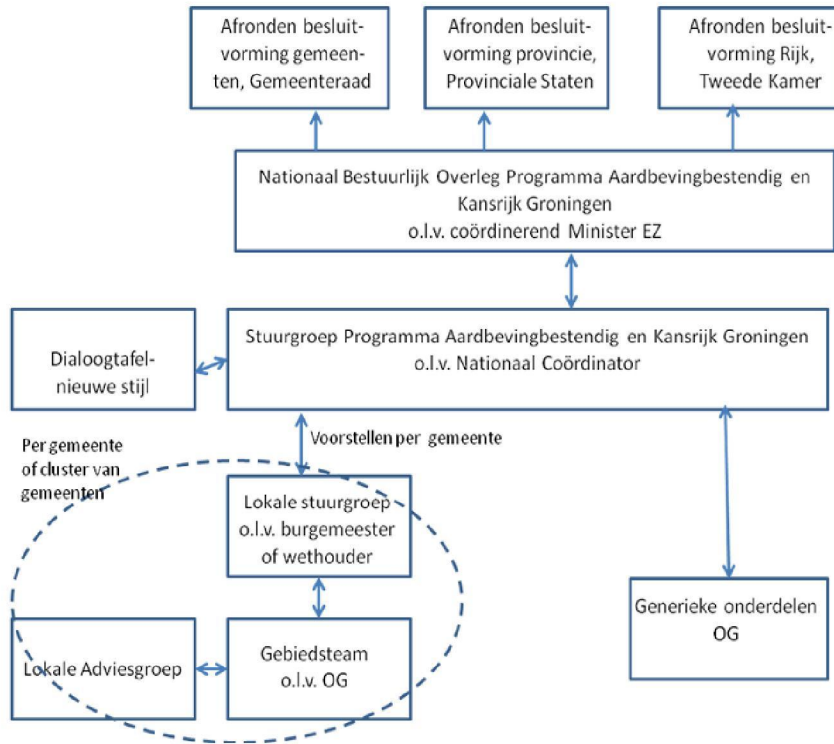 Afronden besluit-
vorming gemeen-
ten, Gemeenteraad
Afronden besluit-
vorming provincie,
Provinciale Staten
Afronden besluit-
vorming Rijk,
Tweede Kamer
Nationaal Bestuurlijk Overleg Programma Aardbevingbestendig en
Kansrijk Groningen
o.l.v. coördinerend Minister EZ
Dialoogtafel-
nieuwe stijl
Stuurgroep Programma Aardbevingbestendig en Kansrijk Groningen
o.l.v. Nationaal Coördinator
Per gemeente
of cluster van
gemeenten
Voorstellen per gemeente
Lokale stuurgroep
o.l.v. burgemeester
of wethouder
Lokale Adviesgroep
Gebiedsteam
o.l.v. OG
Generieke onderdelen
OG